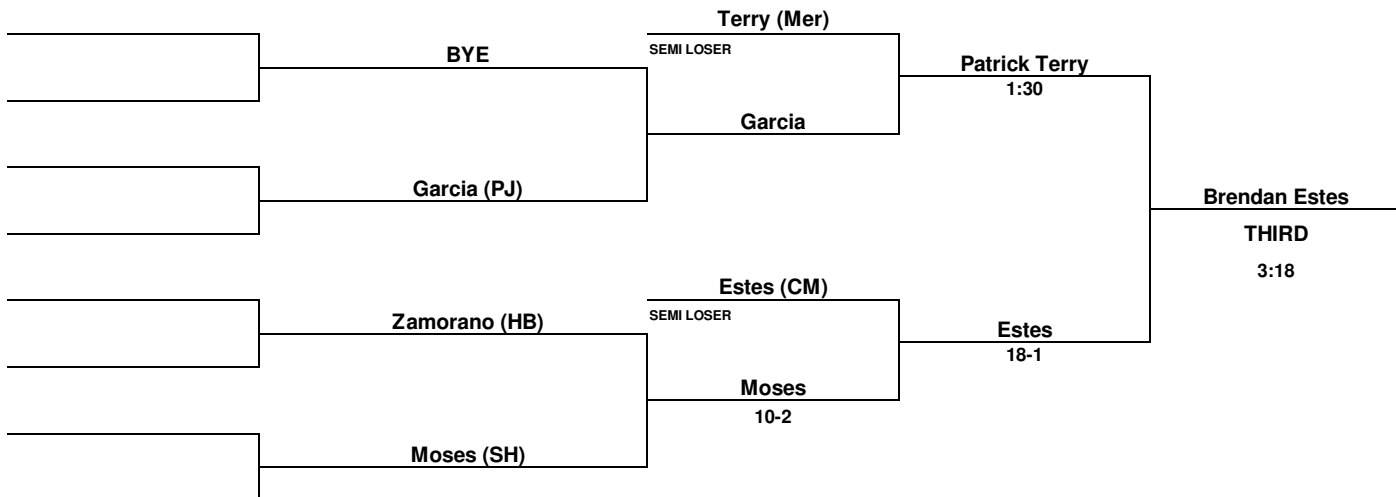 Terry (Mer)
SEMI LOSER
BYE
Patrick Terry
1:30
Garcia
Garcia (PJ)
Brendan Estes
THIRD
3:18
Estes (CM)
SEMI LOSER
Zamorano (HB)
Estes
18-1
Moses
10-2
Moses (SH)